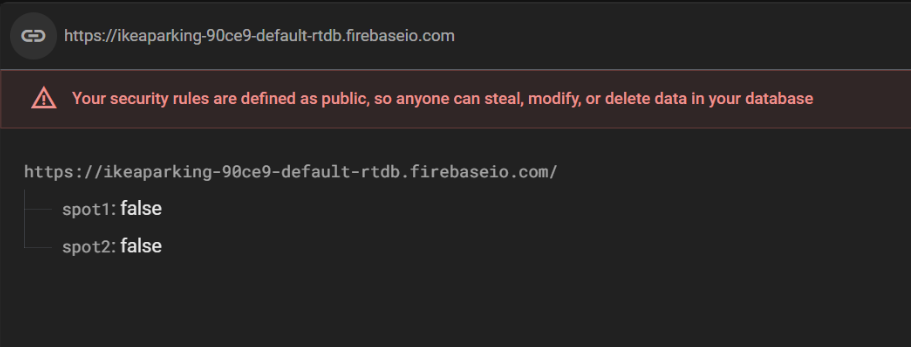 https://ikeaparking-90ce9-default-rtdb.firebaseio.com
Your security rules are defined as public, so anyone can steal, modify, or delete data in your database
https://ikeaparking-90ce9-default-rtdb.firebaseio.com/
spot1: false
spot2: false